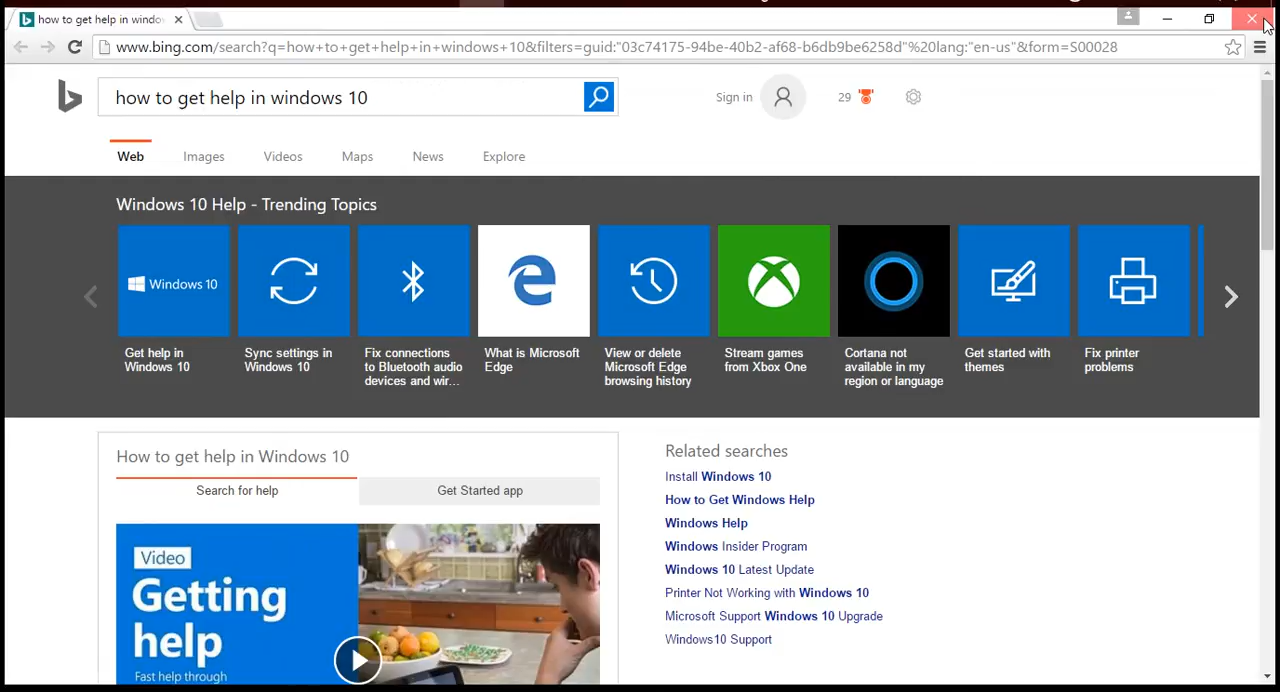 how to get help in windo
www.bing.com/search?q=how+to+get+help+in+windows+10&filters=guid:"03c74175-94be-40b2-af68-b6db9be6258d"%20lang:"en-us"&form=S00028
how to get help in windows 10
Sign in
29
Web
Images
Videos
Maps
News
Explore
Windows 10 Help - Trending Topics
Windows 10
Get help in
Windows 10
Sync settings in
Windows 10
Fix connections
to Bluetooth audio
devices and wir...
What is Microsoft
Edge
View or delete
Microsoft Edge
browsing history
Stream games
from Xbox One
Cortana not
available in my
region or language
Get started with
themes
Fix printer
problems
How to get help in Windows 10
Search for help
Get Started app
Video
Getting
help
Fast help through
Related searches
Install Windows 10
How to Get Windows Help
Windows Help
Windows Insider Program
Windows 10 Latest Update
Printer Not Working with Windows 10
Microsoft Support Windows 10 Upgrade
Windows10 Support